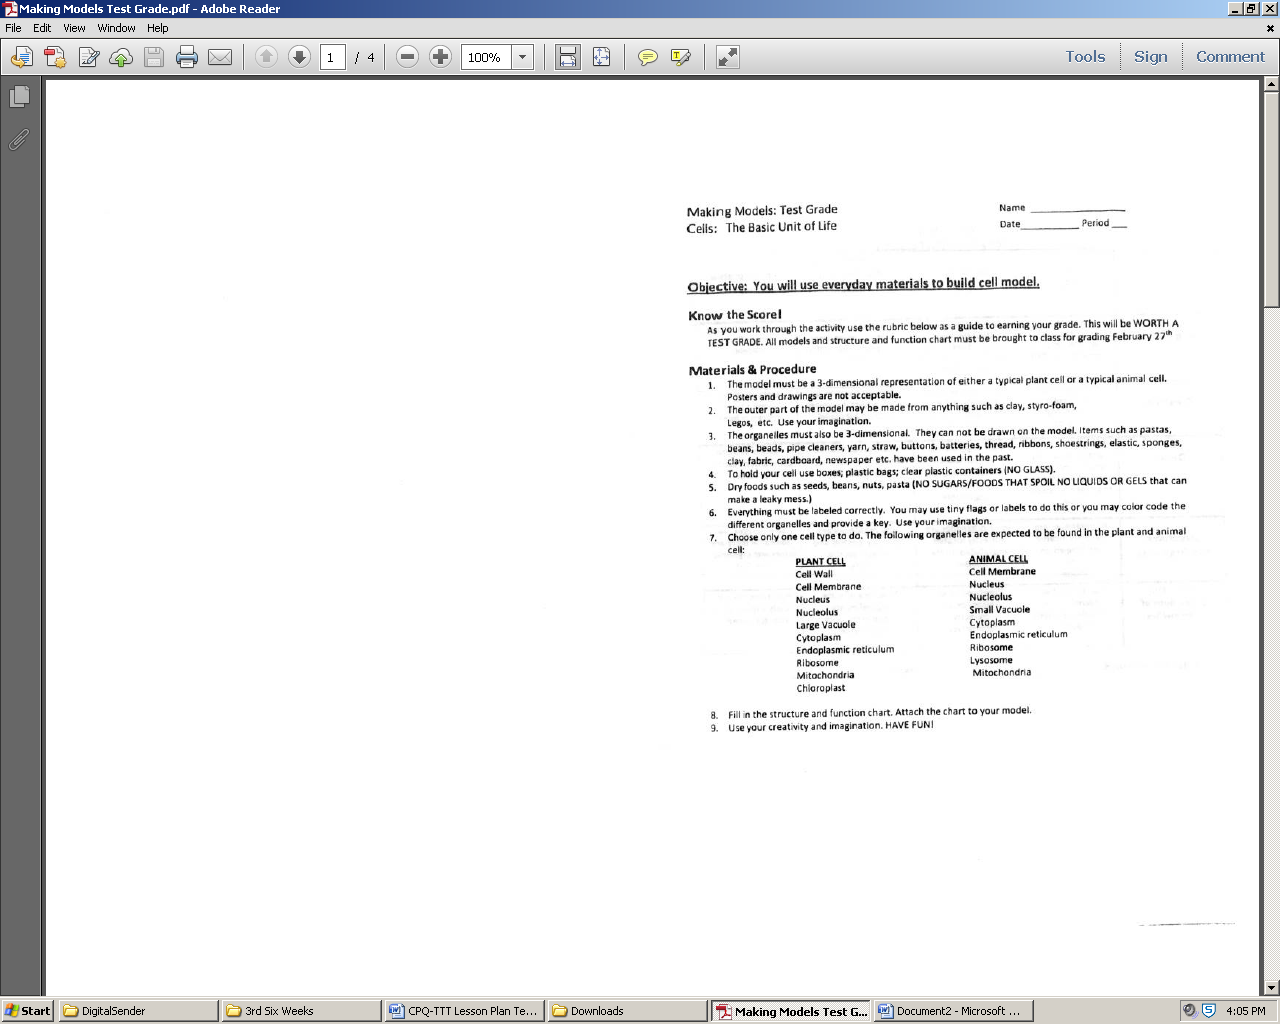 Making Models Test Grade.pdf - Adobe Reader
File Edit View Window Help
1 / 4 100% Tools Sign Comment
Making Models: Test Grade Name
Cells: The Basic Unit of Life Date Period
Objective: You will use everyday materials to build cell model.
Know the Score!
As you work through the activity use the rubric below as a guide to earning your grade. This will be WORTH A
TEST GRADE. All models and structure and function chart must be brought to class for grading February 27th
Materials & Procedure
1. The model must be a 3-dimensional representation of either a typical plant cell or a typical animal cell.
Posters and drawings are not acceptable.
2. The outer part of the model may be made from anything such as clay, styro-foam,
Legos, etc. Use your imagination.
3. The organelles must also be 3-dimensional. They can not be drawn on the model. Items such as pastas,
beans, beads, pipe cleaners, yarn, straw, buttons, batteries, thread, ribbons, shoestrings, elastic, sponges,
clay, fabric, cardboard, newspaper etc. have been used in the past.
4. To hold your cell use boxes; plastic bags; clear plastic containers (NO GLASS).
5. Dry foods such as seeds, beans, nuts, pasta (NO SUGARS/FOODS THAT SPOIL NO LIQUIDS OR GELS that can
make a leaky mess.)
6. Everything must be labeled correctly. You may use tiny flags or labels to do this or you may color code the
different organelles and provide a key. Use your imagination.
7. Choose only one cell type to do. The following organelles are expected to be found in the plant and animal
cell:
PLANT CELL ANIMAL CELL
Cell Wall Cell Membrane
Cell Membrane Nucleus
Nucleus Nucleolus
Nucleolus Small Vacuole
Large Vacuole Cytoplasm
Cytoplasm Endoplasmic reticulum
Endoplasmic reticulum Ribosome
Ribosome Lysosome
Mitochondria Mitochondria
Chloroplast
8. Fill in the structure and function chart. Attach the chart to your model.
9. Use your creativity and imagination. HAVE FUN!
Start DigitalSender 3rd Six Weeks CPQ-TTT Lesson Plan Te... Downloads Making Models Test G... Document2 - Microsoft ... 4:05 PM